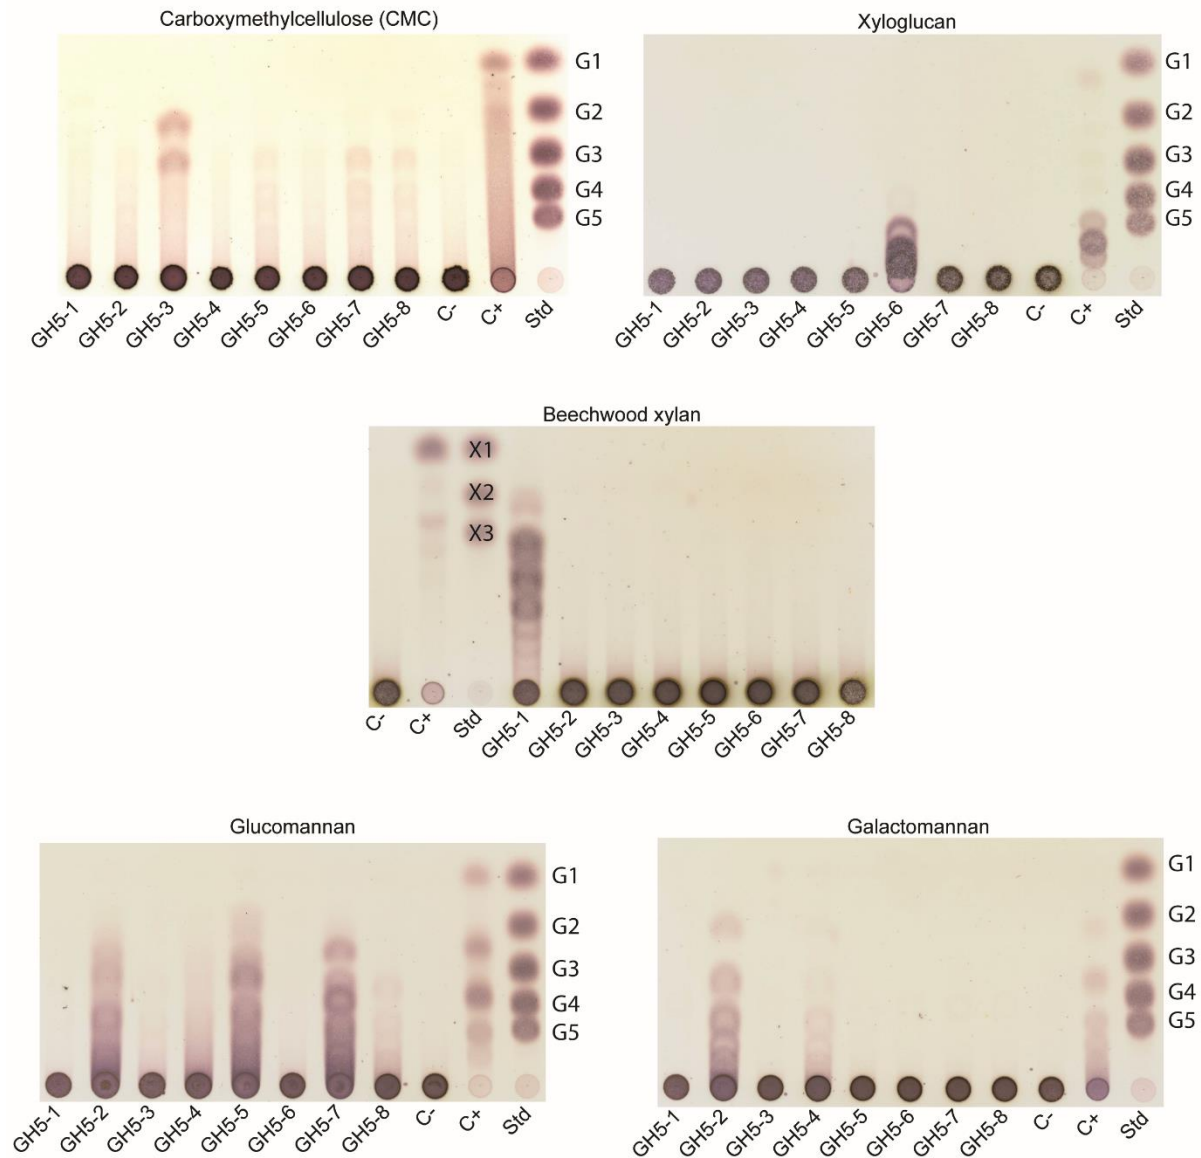 Carboxymethylcellulose (CMC)
G1
G2
G3
G4
G5
GH5-1 GH5-2 GH5-3 GH5-4 GH5-5 GH5-6 GH5-7 GH5-8 C- C+ Std
Xyloglucan
G1
G2
G3
G4
G5
GH5-1 GH5-2 GH5-3 GH5-4 GH5-5 GH5-6 GH5-7 GH5-8 C- C+ Std
Beechwood xylan
X1
X2
X3
C- C+ Std GH5-1 GH5-2 GH5-3 GH5-4 GH5-5 GH5-6 GH5-7 GH5-8
Glucomannan
G1
G2
G3
G4
G5
GH5-1 GH5-2 GH5-3 GH5-4 GH5-5 GH5-6 GH5-7 GH5-8 C- C+ Std
Galactomannan
G1
G2
G3
G4
G5
GH5-1 GH5-2 GH5-3 GH5-4 GH5-5 GH5-6 GH5-7 GH5-8 C- C+ Std